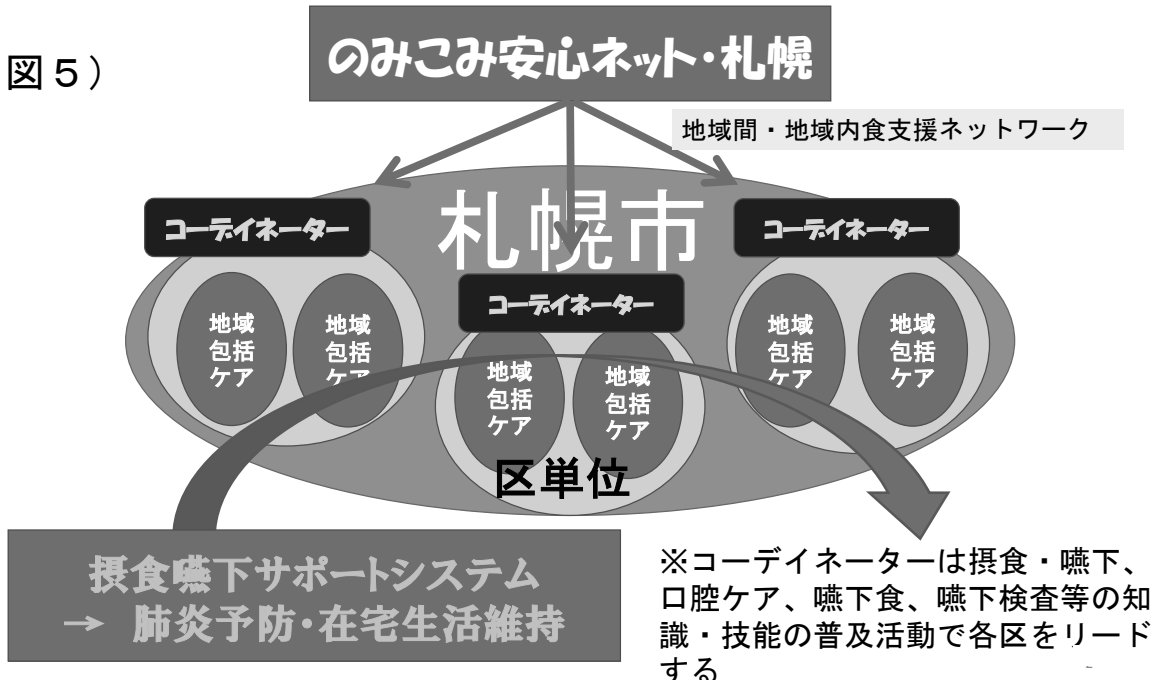 図５）
のみこみ安心ネット・札幌
地域間・地域内食支援ネットワーク
札幌市
コーデイネーター
コーデイネーター
コーデイネーター
地域
包括
ケア
地域
包括
ケア
地域
包括
ケア
地域
包括
ケア
地域
包括
ケア
地域
包括
ケア
区単位
摂食嚥下サポートシステム
→ 肺炎予防・在宅生活維持
※コーデイネーターは摂食・嚥下、
口腔ケア、嚥下食、嚥下検査等の知
識・技能の普及活動で各区をリード
する